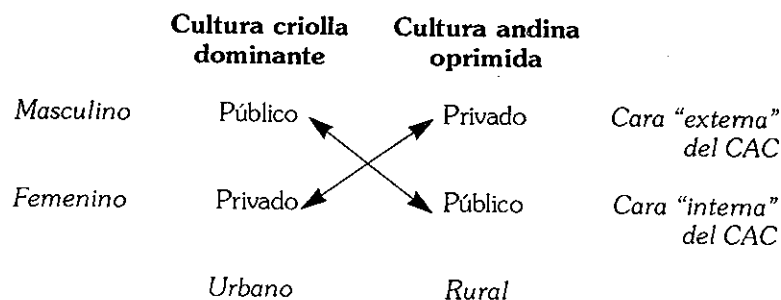 Cultura criolla Cultura andina
dominante oprimida
Masculino Público Privado Cara "externa"
del CAC
Femenino Privado Público Cara "interna"
del CAC
Urbano Rural